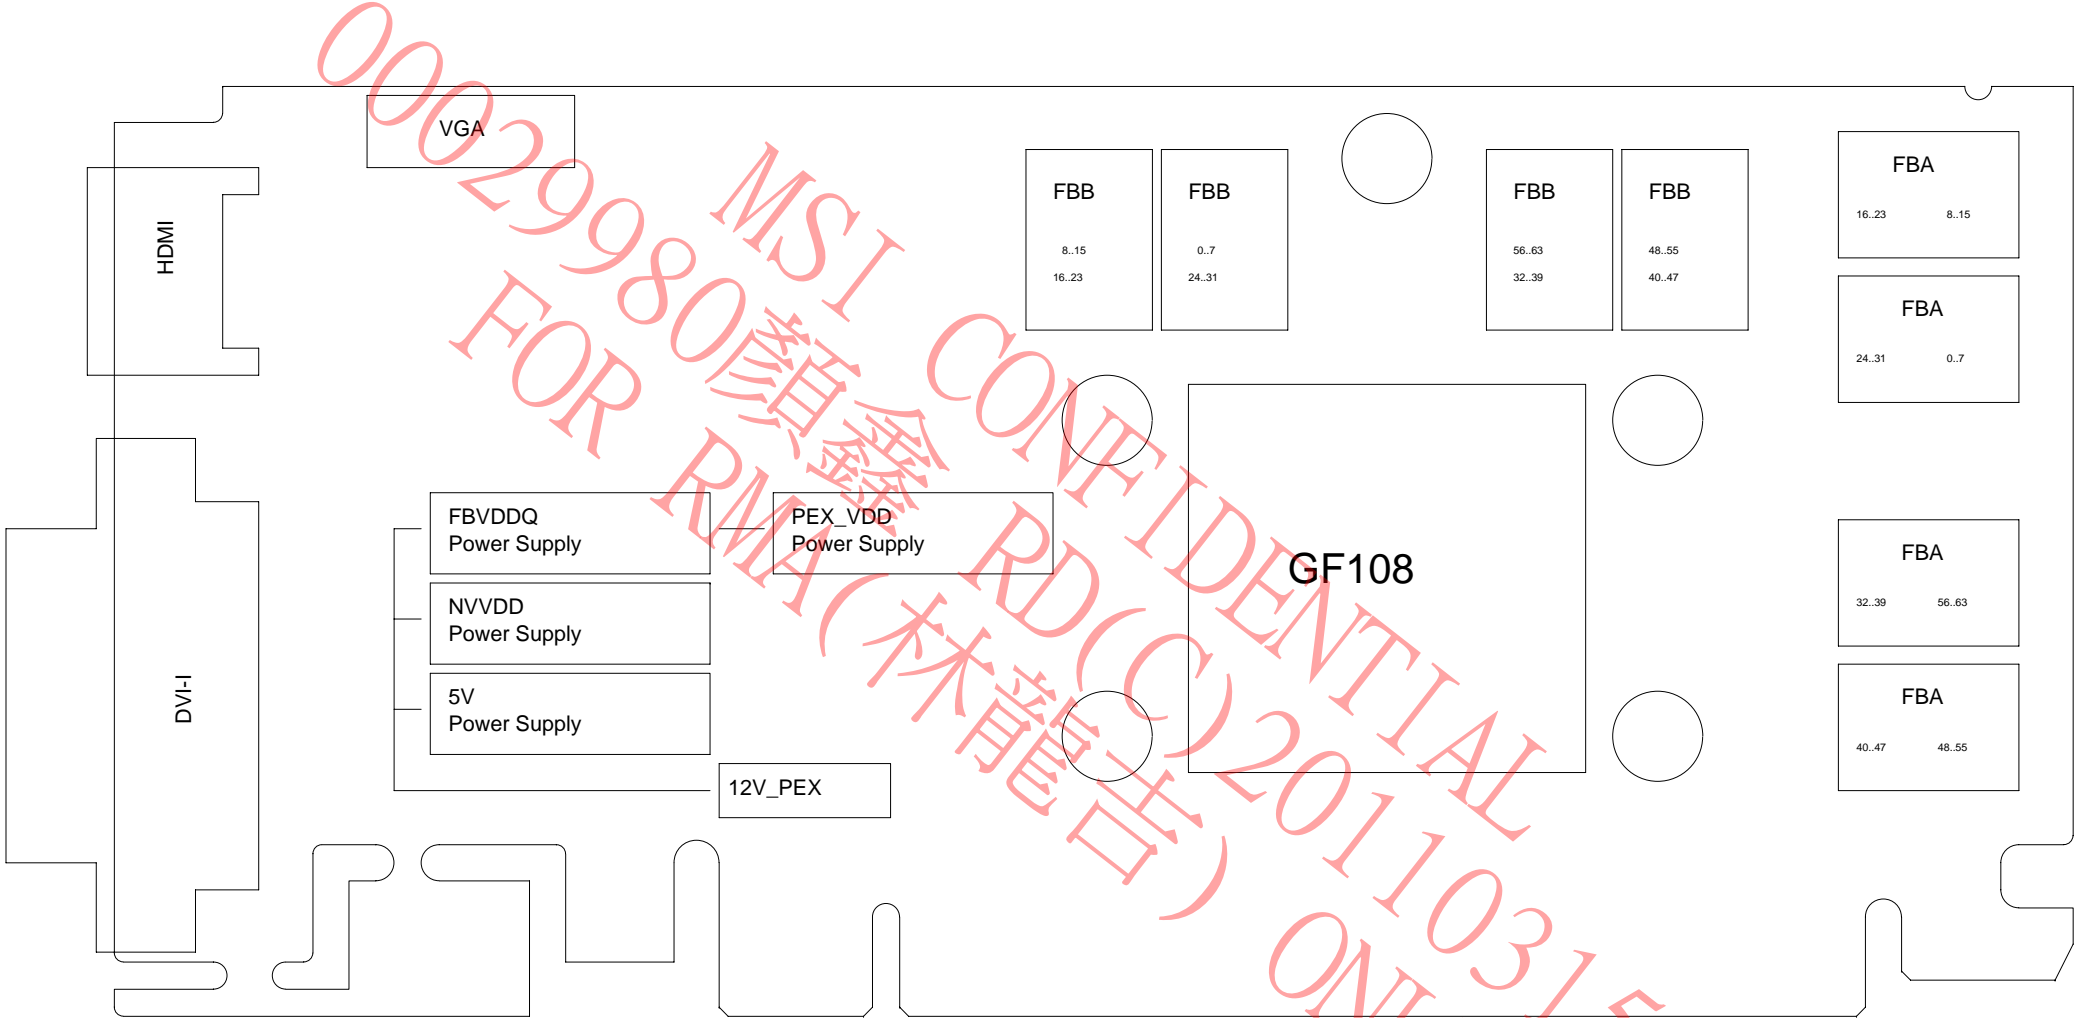 VGA
HDMI
DVI-I
FBB
8..15
16..23
FBB
0..7
24..31
FBB
56..63
32..39
FBB
48..55
40..47
FBA
16..23 8..15
FBA
24..31 0..7
FBA
32..39 56..63
FBA
40..47 48..55
FBVDDQ
Power Supply
PEX_VDD
Power Supply
NVVDD
Power Supply
5V
Power Supply
12V_PEX
GF108
MSI CONFIDENTIAL
00029980顏鑫 RD(C)20110315
FOR RMA(林龍吉) ONL